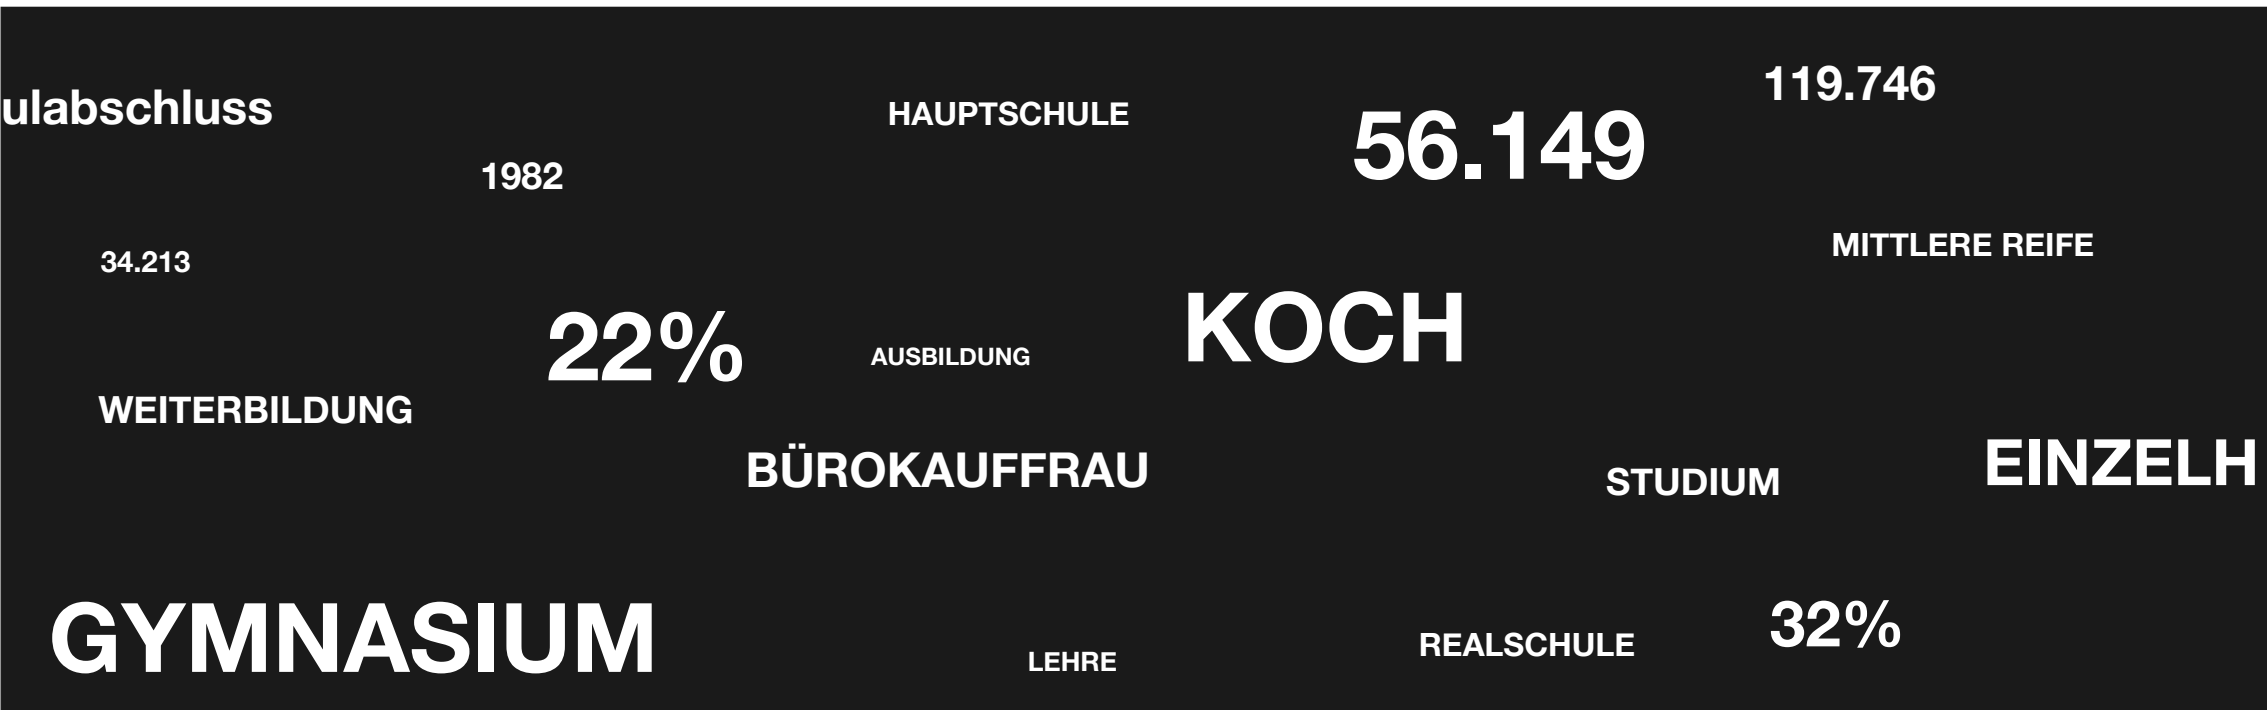 119.746
ulabschluss
HAUPTSCHULE
56.149
1982
MITTLERE REIFE
34.213
KOCH
22%
AUSBILDUNG
WEITERBILDUNG
BÜROKAUFFRAU
EINZELH
STUDIUM
32%
GYMNASIUM
REALSCHULE
LEHRE